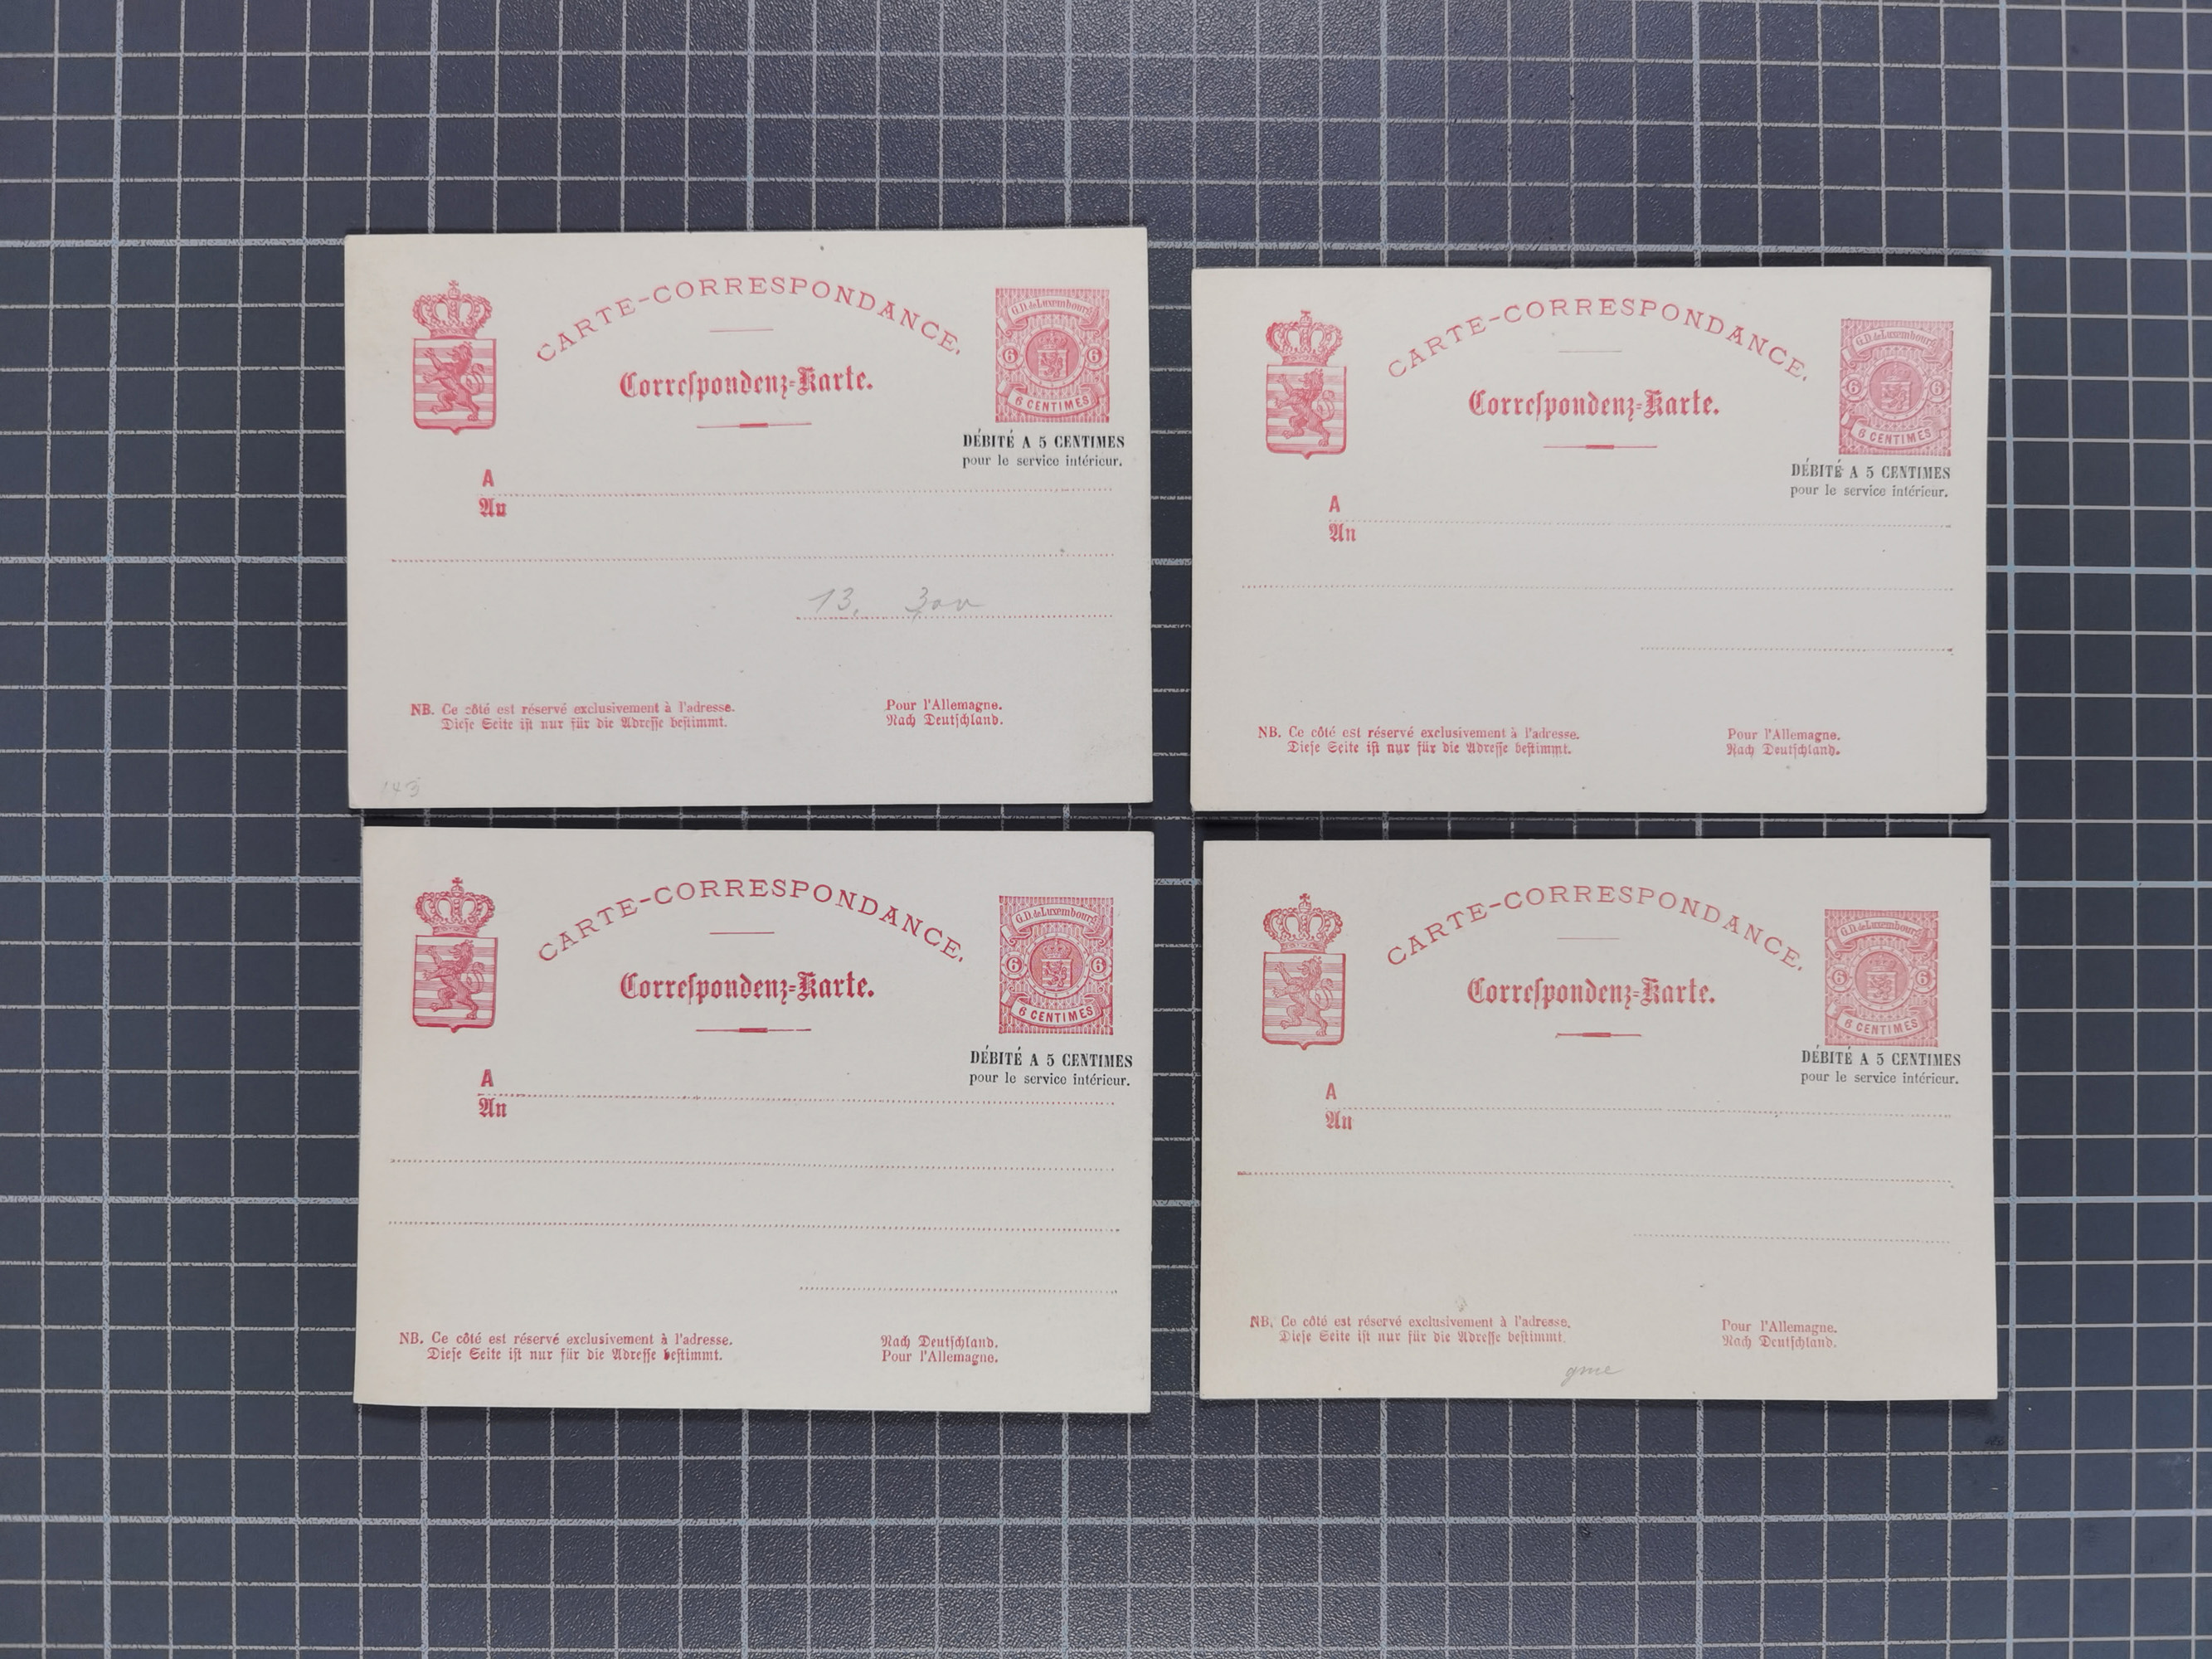 CARTE-CORRESPONDANCE.
Correſpondenz=Karte.
G.D. de Luxembourg
6 6
6 CENTIMES
DÉBITÉ A 5 CENTIMES
pour le service intérieur.
A
An
13.
NB. Ce côté est réservé exclusivement à l'adresse.
Dieſe Seite iſt nur für die Adreſſe beſtimmt.
Pour l'Allemagne.
Nach Deutſchland.
143
CARTE-CORRESPONDANCE.
Correſpondenz=Karte.
G.D. de Luxembourg
6 6
6 CENTIMES
DÉBITÉ A 5 CENTIMES
pour le service intérieur.
A
An
NB. Ce côté est réservé exclusivement à l'adresse.
Dieſe Seite iſt nur für die Adreſſe beſtimmt.
Pour l'Allemagne.
Nach Deutſchland.
CARTE-CORRESPONDANCE.
Correſpondenz=Karte.
G.D. de Luxembourg
6 6
6 CENTIMES
DÉBITÉ A 5 CENTIMES
pour le service intérieur.
A
An
NB. Ce côté est réservé exclusivement à l'adresse.
Dieſe Seite iſt nur für die Adreſſe beſtimmt.
Nach Deutſchland.
Pour l'Allemagne.
CARTE-CORRESPONDANCE.
Correſpondenz=Karte.
G.D. de Luxembourg
6 6
6 CENTIMES
DÉBITÉ A 5 CENTIMES
pour le service intérieur.
A
An
NB. Ce côté est réservé exclusivement à l'adresse.
Dieſe Seite iſt nur für die Adreſſe beſtimmt.
Pour l'Allemagne.
Nach Deutſchland.